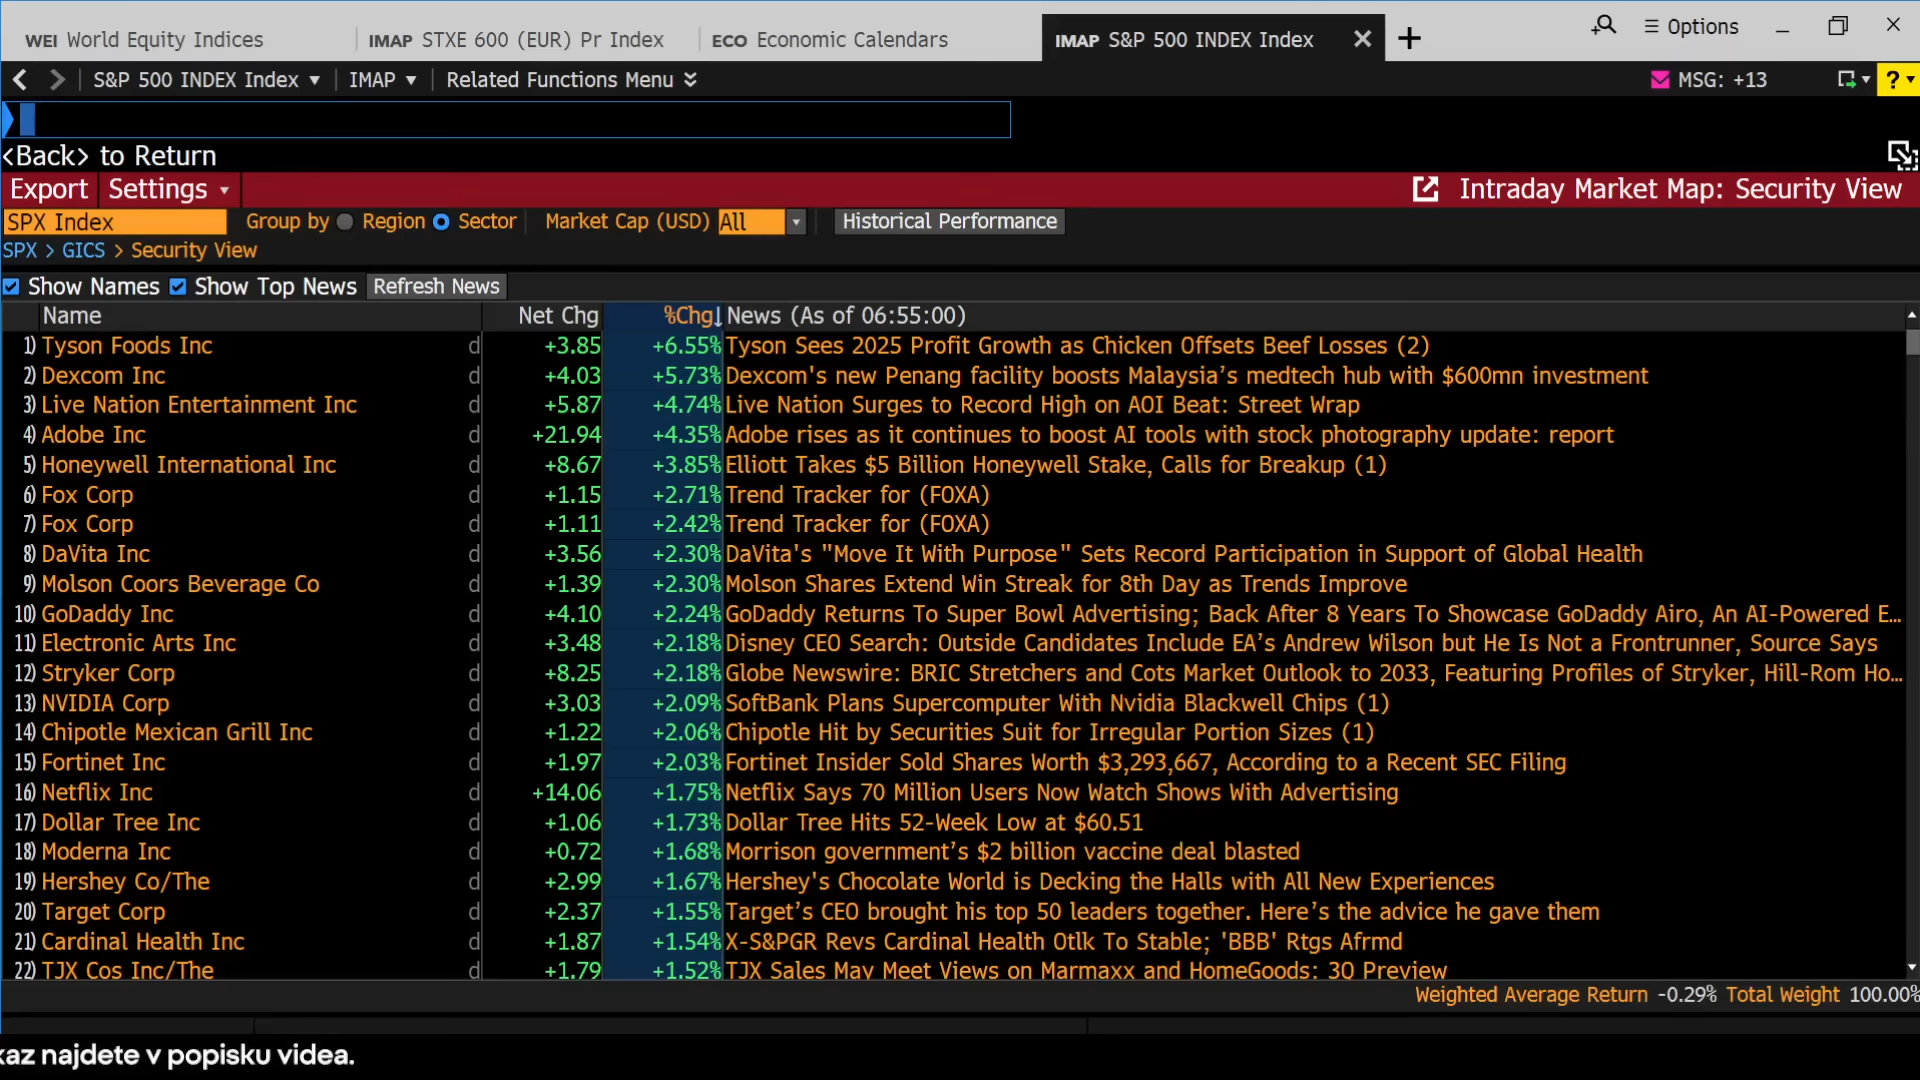 WEI World Equity Indices
IMAP STXE 600 (EUR) Pr Index
ECO Economic Calendars
IMAP S&P 500 INDEX Index
Options
S&P 500 INDEX Index
IMAP
Related Functions Menu
MSG: +13
?
<Back> to Return
Export
Settings
Intraday Market Map: Security View
SPX Index
Group by Region Sector
Market Cap (USD) All
Historical Performance
SPX > GICS > Security View
Show Names Show Top News Refresh News
Name Net Chg %Chg↓ News (As of 06:55:00)
1) Tyson Foods Inc d +3.85 +6.55% Tyson Sees 2025 Profit Growth as Chicken Offsets Beef Losses (2)
2) Dexcom Inc d +4.03 +5.73% Dexcom's new Penang facility boosts Malaysia’s medtech hub with $600mn investment
3) Live Nation Entertainment Inc d +5.87 +4.74% Live Nation Surges to Record High on AOI Beat: Street Wrap
4) Adobe Inc d +21.94 +4.35% Adobe rises as it continues to boost AI tools with stock photography update: report
5) Honeywell International Inc d +8.67 +3.85% Elliott Takes $5 Billion Honeywell Stake, Calls for Breakup (1)
6) Fox Corp d +1.15 +2.71% Trend Tracker for (FOXA)
7) Fox Corp d +1.11 +2.42% Trend Tracker for (FOXA)
8) DaVita Inc d +3.56 +2.30% DaVita's "Move It With Purpose" Sets Record Participation in Support of Global Health
9) Molson Coors Beverage Co d +1.39 +2.30% Molson Shares Extend Win Streak for 8th Day as Trends Improve
10) GoDaddy Inc d +4.10 +2.24% GoDaddy Returns To Super Bowl Advertising; Back After 8 Years To Showcase GoDaddy Airo, An AI-Powered E...
11) Electronic Arts Inc d +3.48 +2.18% Disney CEO Search: Outside Candidates Include EA’s Andrew Wilson but He Is Not a Frontrunner, Source Says
12) Stryker Corp d +8.25 +2.18% Globe Newswire: BRIC Stretchers and Cots Market Outlook to 2033, Featuring Profiles of Stryker, Hill-Rom Ho...
13) NVIDIA Corp d +3.03 +2.09% SoftBank Plans Supercomputer With Nvidia Blackwell Chips (1)
14) Chipotle Mexican Grill Inc d +1.22 +2.06% Chipotle Hit by Securities Suit for Irregular Portion Sizes (1)
15) Fortinet Inc d +1.97 +2.03% Fortinet Insider Sold Shares Worth $3,293,667, According to a Recent SEC Filing
16) Netflix Inc d +14.06 +1.75% Netflix Says 70 Million Users Now Watch Shows With Advertising
17) Dollar Tree Inc d +1.06 +1.73% Dollar Tree Hits 52-Week Low at $60.51
18) Moderna Inc d +0.72 +1.68% Morrison government’s $2 billion vaccine deal blasted
19) Hershey Co/The d +2.99 +1.67% Hershey's Chocolate World is Decking the Halls with All New Experiences
20) Target Corp d +2.37 +1.55% Target’s CEO brought his top 50 leaders together. Here’s the advice he gave them
21) Cardinal Health Inc d +1.87 +1.54% X-S&PGR Revs Cardinal Health Otlk To Stable; 'BBB' Rtgs Afrmd
22) TJX Cos Inc/The d +1.79 +1.52% TJX Sales May Meet Views on Marmaxx and HomeGoods: 3Q Preview
Weighted Average Return -0.29% Total Weight 100.00%
kaz najdete v popisku videa.